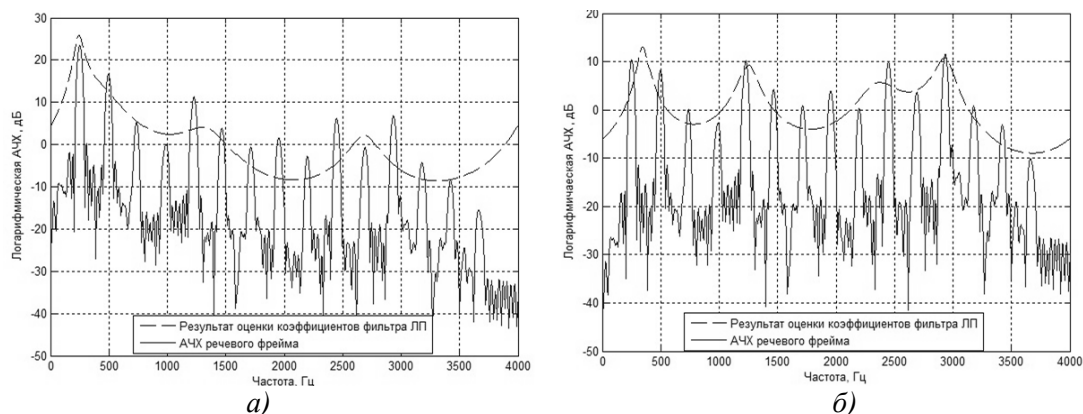 30
20
10
0
-10
-20
-30
-40
-50
Логарифмическая АЧХ, дБ
0 500 1000 1500 2000 2500 3000 3500 4000
Частота, Гц
Результат оценки коэффициентов фильтра ЛП
АЧХ речевого фрейма
а)
20
10
0
-10
-20
-30
-40
-50
Логарифмичаеская АЧХ, дБ
0 500 1000 1500 2000 2500 3000 3500 4000
Частота, Гц
Результат оценки коэффициентов фильтра ЛП
АЧХ речевого фрейма
б)